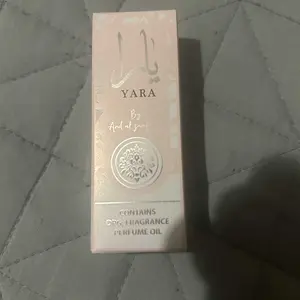 يارا
YARA
By
CONTAINS
FRAGRANCE
PERFUME OIL